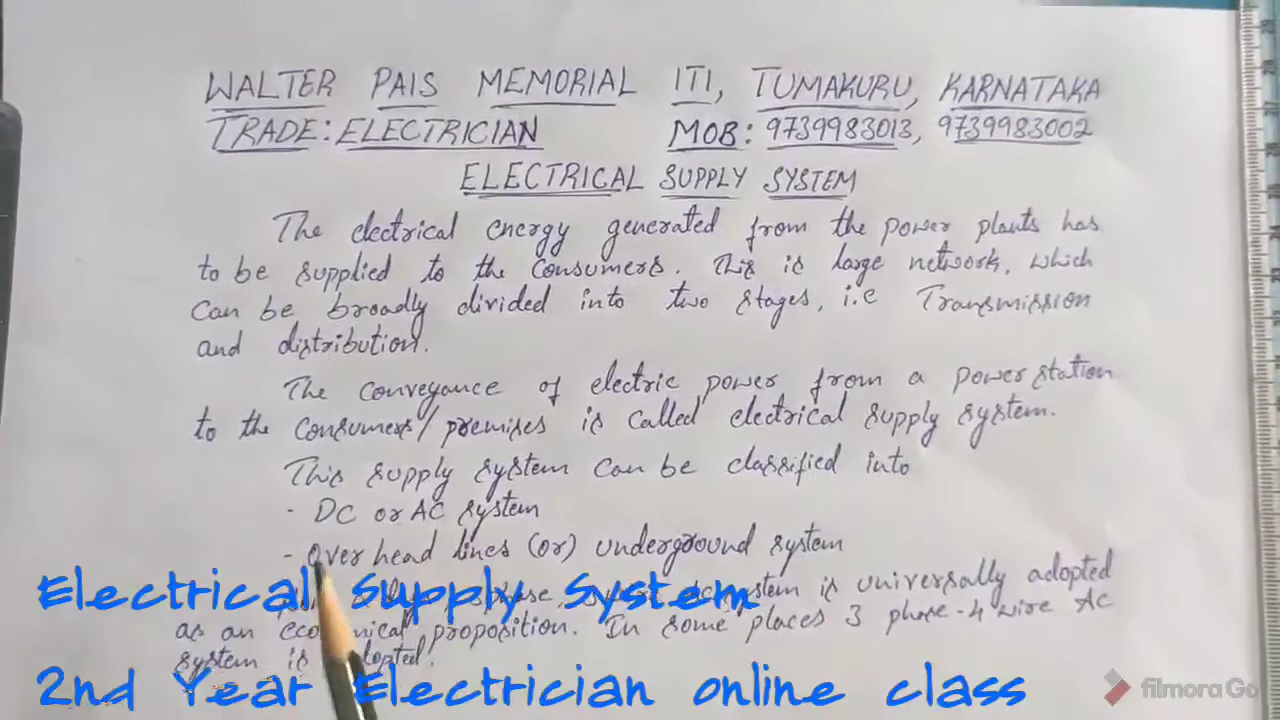 WALTER PAIS MEMORIAL ITI, TUMAKURU, KARNATAKA
TRADE: ELECTRICIAN MOB: 9739983013, 9739983002
ELECTRICAL SUPPLY SYSTEM
The electrical energy generated from the power plants has
to be supplied to the consumers. This is large network, which
can be broadly divided into two stages, i.e Transmission
and distribution.
The conveyance of electric power from a power station
to the consumers/premises is called electrical supply system.
This supply system can be classified into
- DC or AC system
- Over head lines (or) underground system
Electrical Supply System
system is universally adopted
as an proposition. In some places 3 phase-4 wire AC
system is
2nd Year Electrician online class
filmora Go